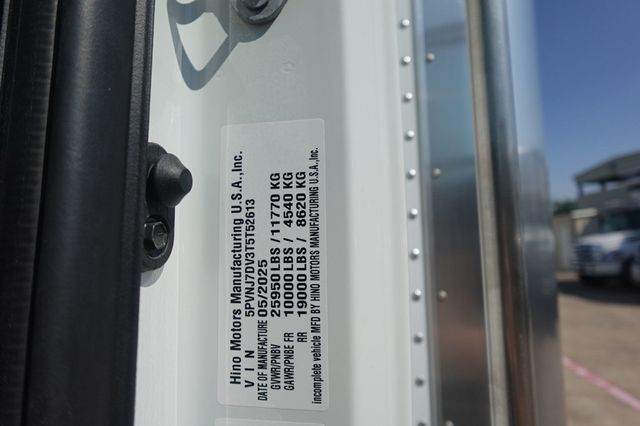 Hino Motors Manufacturing U.S.A.,Inc.
V I N 5PVNJ7DV3T5T52613
DATE OF MANUFACTURE 05/2025
GVWR/PNBV 25950 LBS / 11770 KG
GAWR/PNBE FR 10000 LBS / 4540 KG
RR 19000 LBS / 8620 KG
incomplete vehicle MFD BY HINO MOTORS MANUFACTURING U.S.A.,Inc.